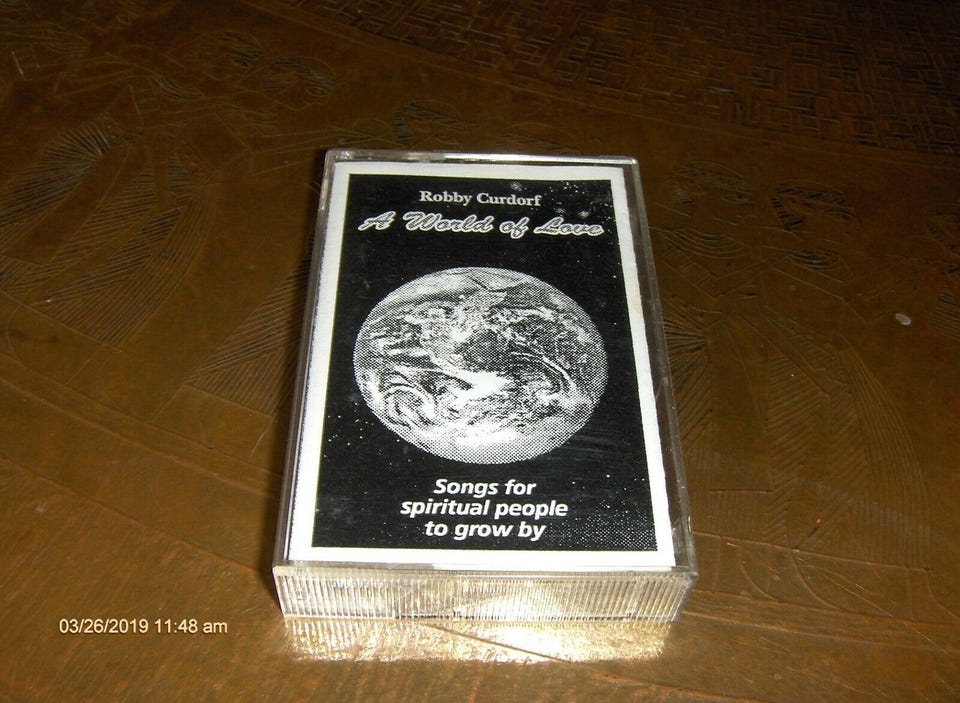 Robby Curdorf
A World of Love
Songs for
spiritual people
to grow by
03/26/2019 11:48 am